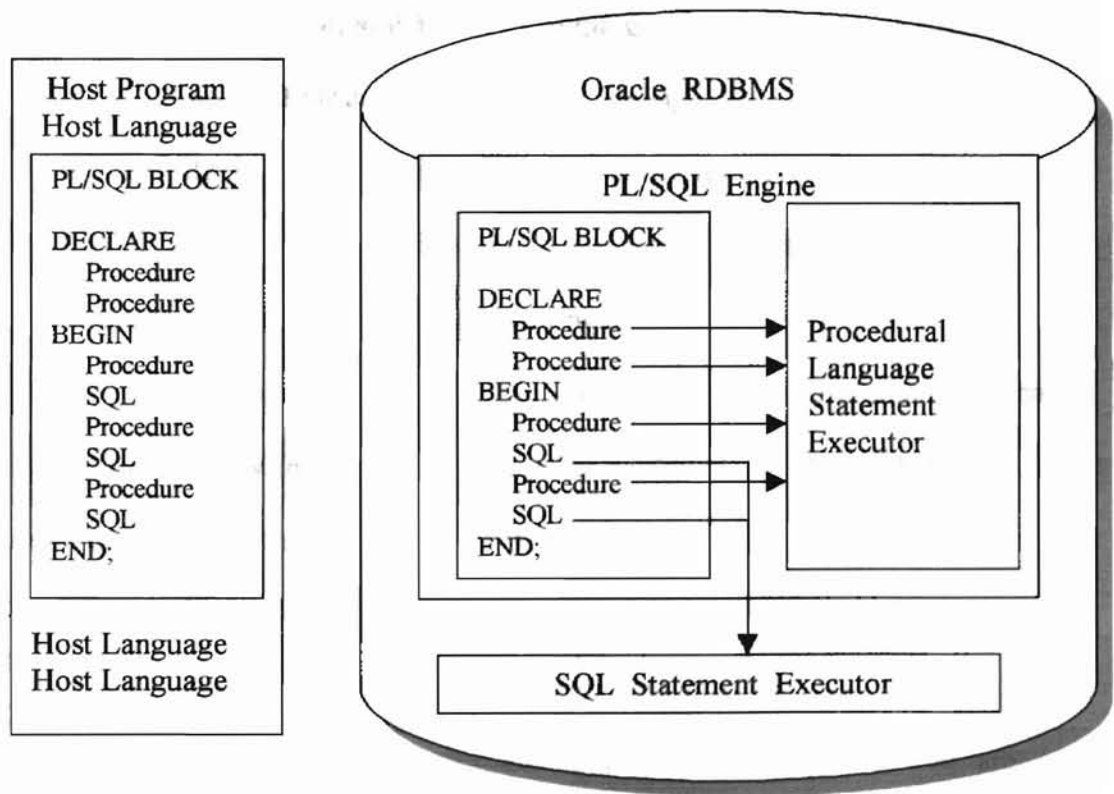 Host Program
Host Language
PL/SQL BLOCK
DECLARE
Procedure
Procedure
BEGIN
Procedure
SQL
Procedure
SQL
Procedure
SQL
END;
Host Language
Host Language
Oracle RDBMS
PL/SQL Engine
PL/SQL BLOCK
DECLARE
Procedure
Procedure
BEGIN
Procedure
SQL
Procedure
SQL
END;
Procedural
Language
Statement
Executor
SQL Statement Executor